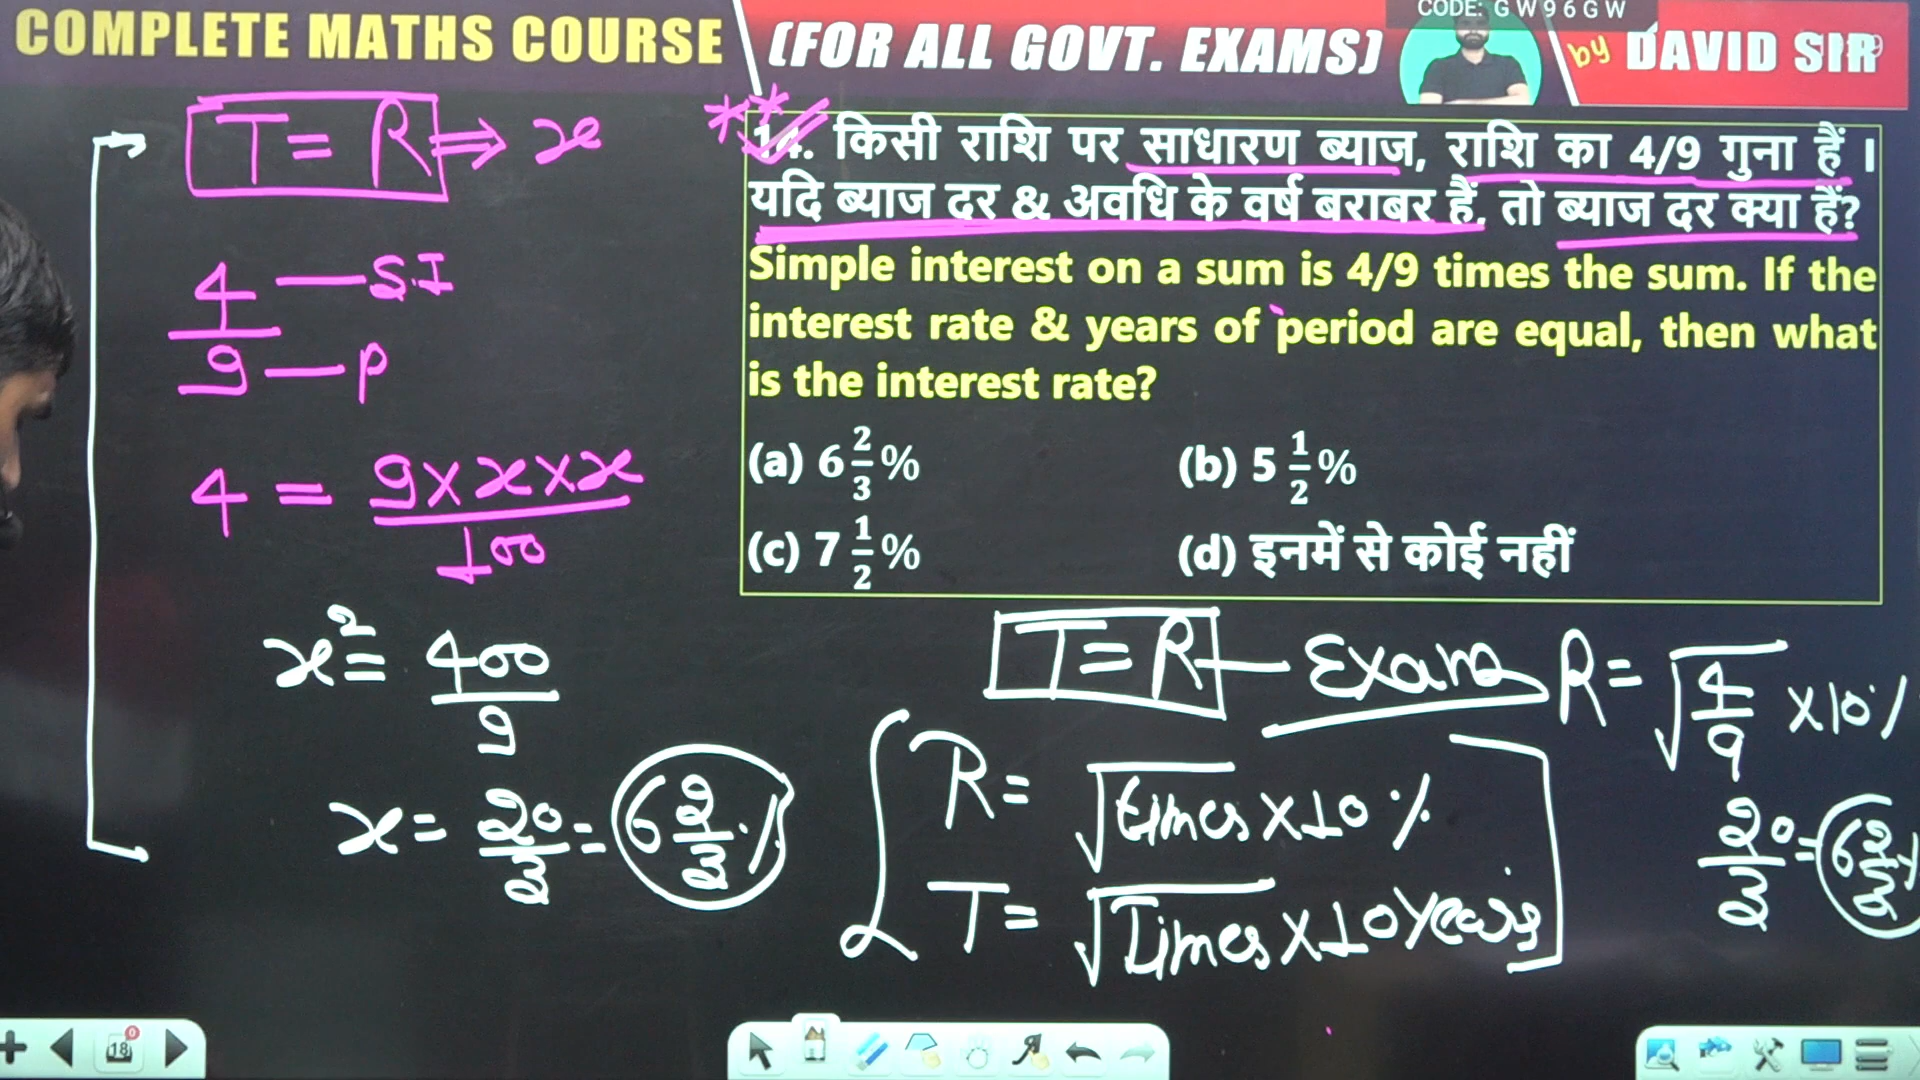 COMPLETE MATHS COURSE
(FOR ALL GOVT. EXAMS)
CODE: GW96GW
by DAVID SIR
T = R ⇒ x
4 — S.I
9 — P
4 = 9 × x × x
100
x² = 400
9
x = 20/3 = 6 2/3 %
14. किसी राशि पर साधारण ब्याज, राशि का 4/9 गुना हैं ।
यदि ब्याज दर & अवधि के वर्ष बराबर हैं, तो ब्याज दर क्या हैं?
Simple interest on a sum is 4/9 times the sum. If the
interest rate & years of period are equal, then what
is the interest rate?
(a) 6 2/3 %
(b) 5 1/2 %
(c) 7 1/2 %
(d) इनमें से कोई नहीं
T = R — Exam
R = √times × 10 %
T = √Times × 10 Years
R = √4/9 × 10 %
20/3 = 6 2/3
18
0